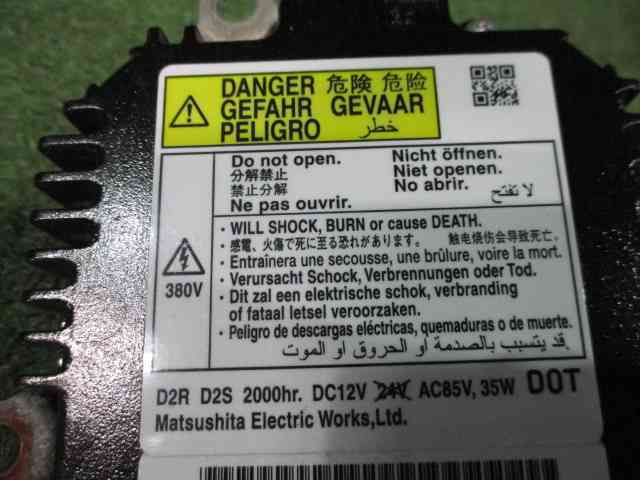 DANGER 危険 危险
GEFAHR GEVAAR
PELIGRO خطر
Do not open. Nicht öffnen.
分解禁止 Niet openen.
禁止分解 No abrir.
Ne pas ouvrir. لا تفتح
380V
· WILL SHOCK, BURN or cause DEATH.
· 感電、火傷で死に至る恐れがあります。 触电烧伤会导致死亡。
· Entraînera une secousse, une brûlure, voire la mort.
· Verursacht Schock, Verbrennungen oder Tod.
· Dit zal een elektrische schok, verbranding
of fataal letsel veroorzaken.
· Peligro de descargas eléctricas, quemaduras o de muerte.
قد يتسبب بالصدمة أو الحروق أو الموت.
D2R D2S 2000hr. DC12V 24V AC85V, 35W DOT
Matsushita Electric Works,Ltd.